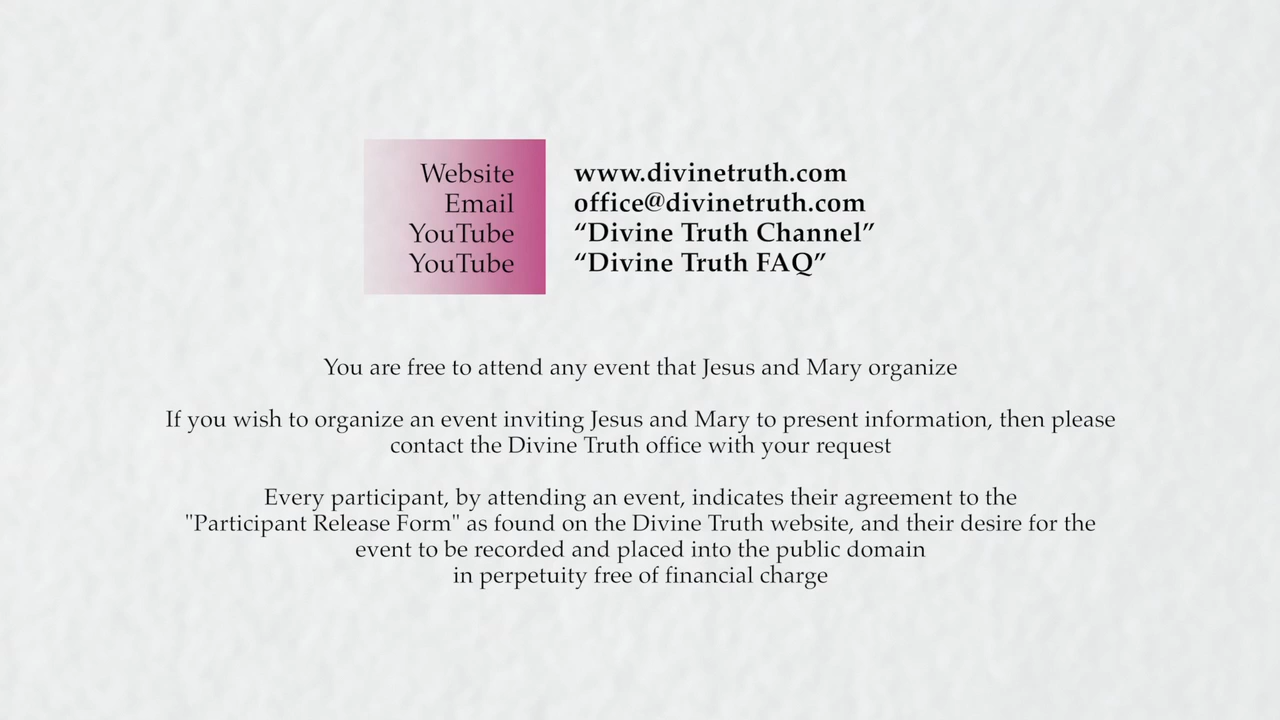 Website www.divinetruth.com
Email office@divinetruth.com
YouTube “Divine Truth Channel”
YouTube “Divine Truth FAQ”
You are free to attend any event that Jesus and Mary organize
If you wish to organize an event inviting Jesus and Mary to present information, then please
contact the Divine Truth office with your request
Every participant, by attending an event, indicates their agreement to the
"Participant Release Form" as found on the Divine Truth website, and their desire for the
event to be recorded and placed into the public domain
in perpetuity free of financial charge